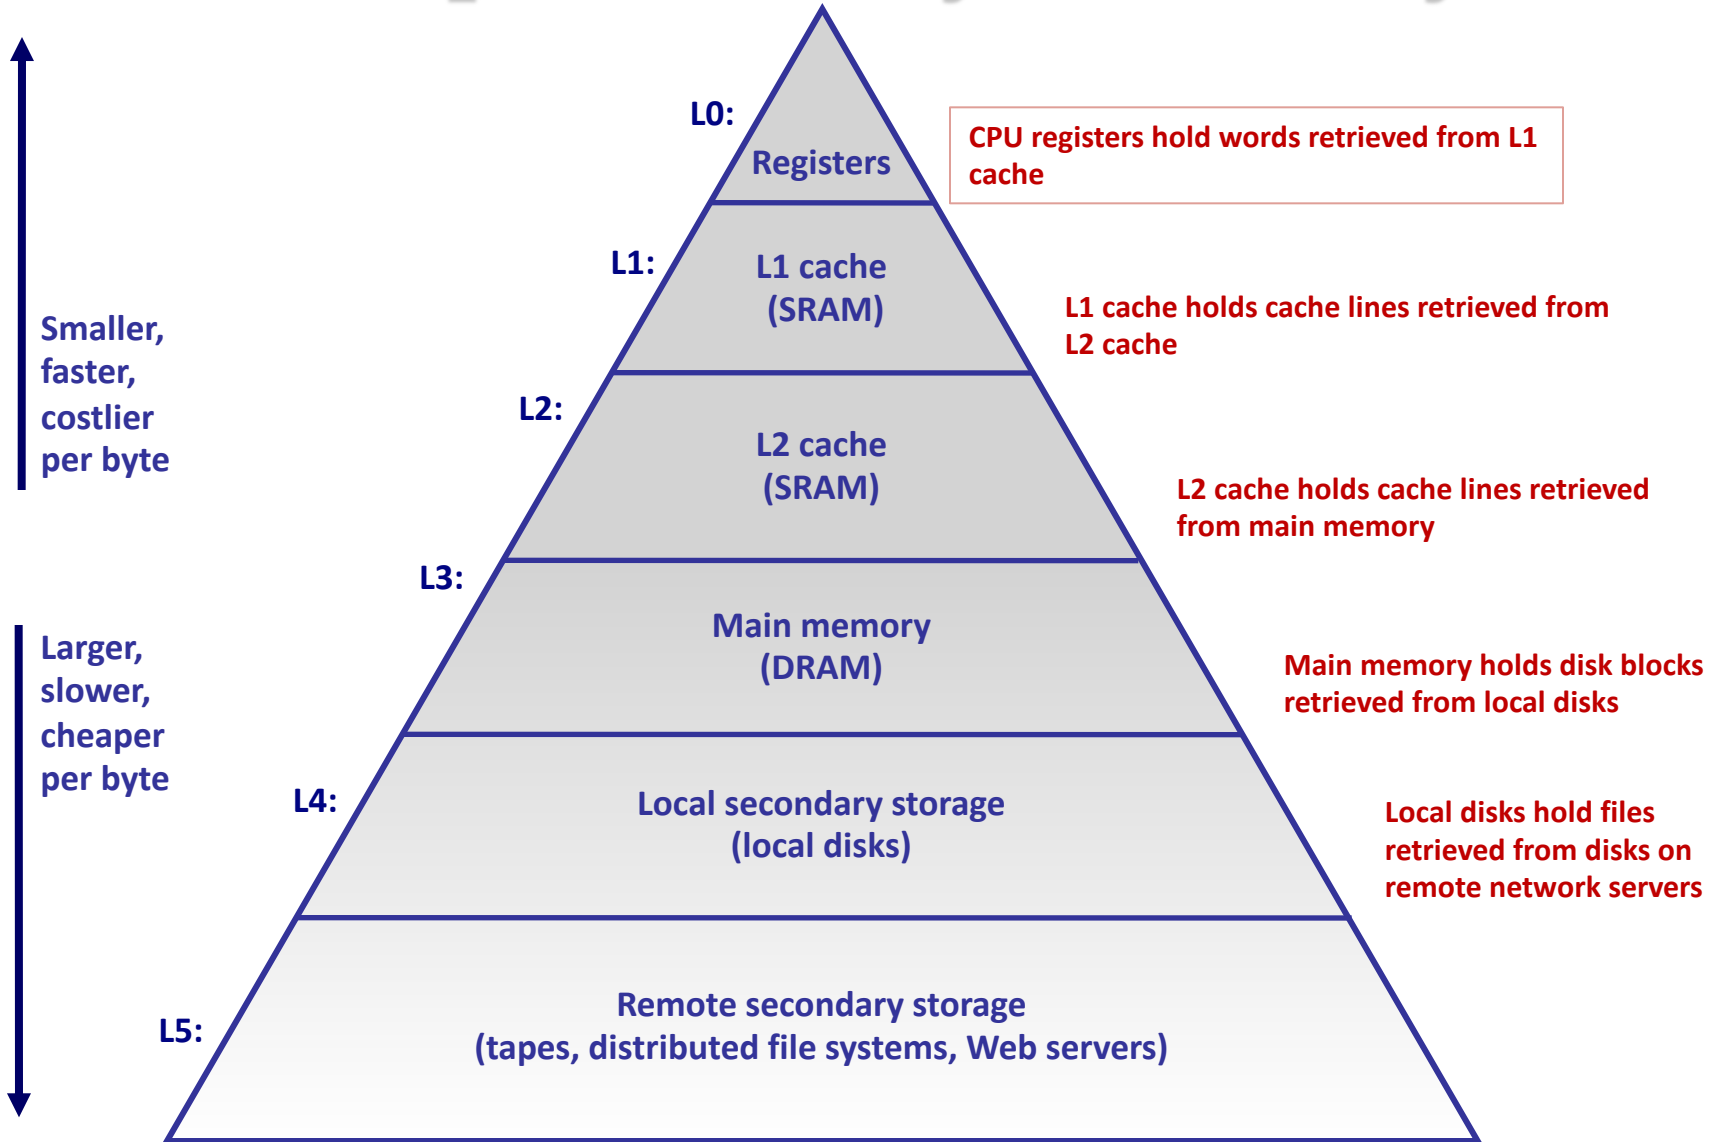 L0:
Registers
CPU registers hold words retrieved from L1
cache
L1:
L1 cache
(SRAM)
L1 cache holds cache lines retrieved from
L2 cache
Smaller,
faster,
costlier
per byte
L2:
L2 cache
(SRAM)
L2 cache holds cache lines retrieved
from main memory
L3:
Main memory
(DRAM)
Main memory holds disk blocks
retrieved from local disks
Larger,
slower,
cheaper
per byte
L4:
Local secondary storage
(local disks)
Local disks hold files
retrieved from disks on
remote network servers
L5:
Remote secondary storage
(tapes, distributed file systems, Web servers)